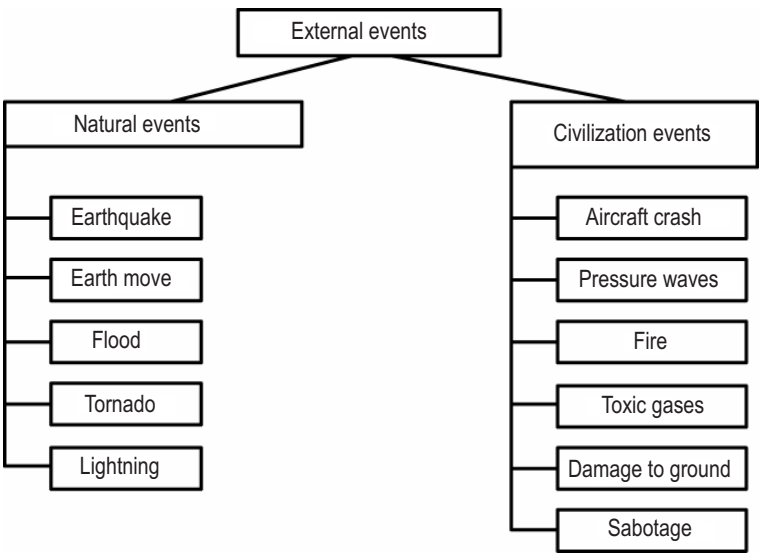 External events
Natural events
Earthquake
Earth move
Flood
Tornado
Lightning
Civilization events
Aircraft crash
Pressure waves
Fire
Toxic gases
Damage to ground
Sabotage